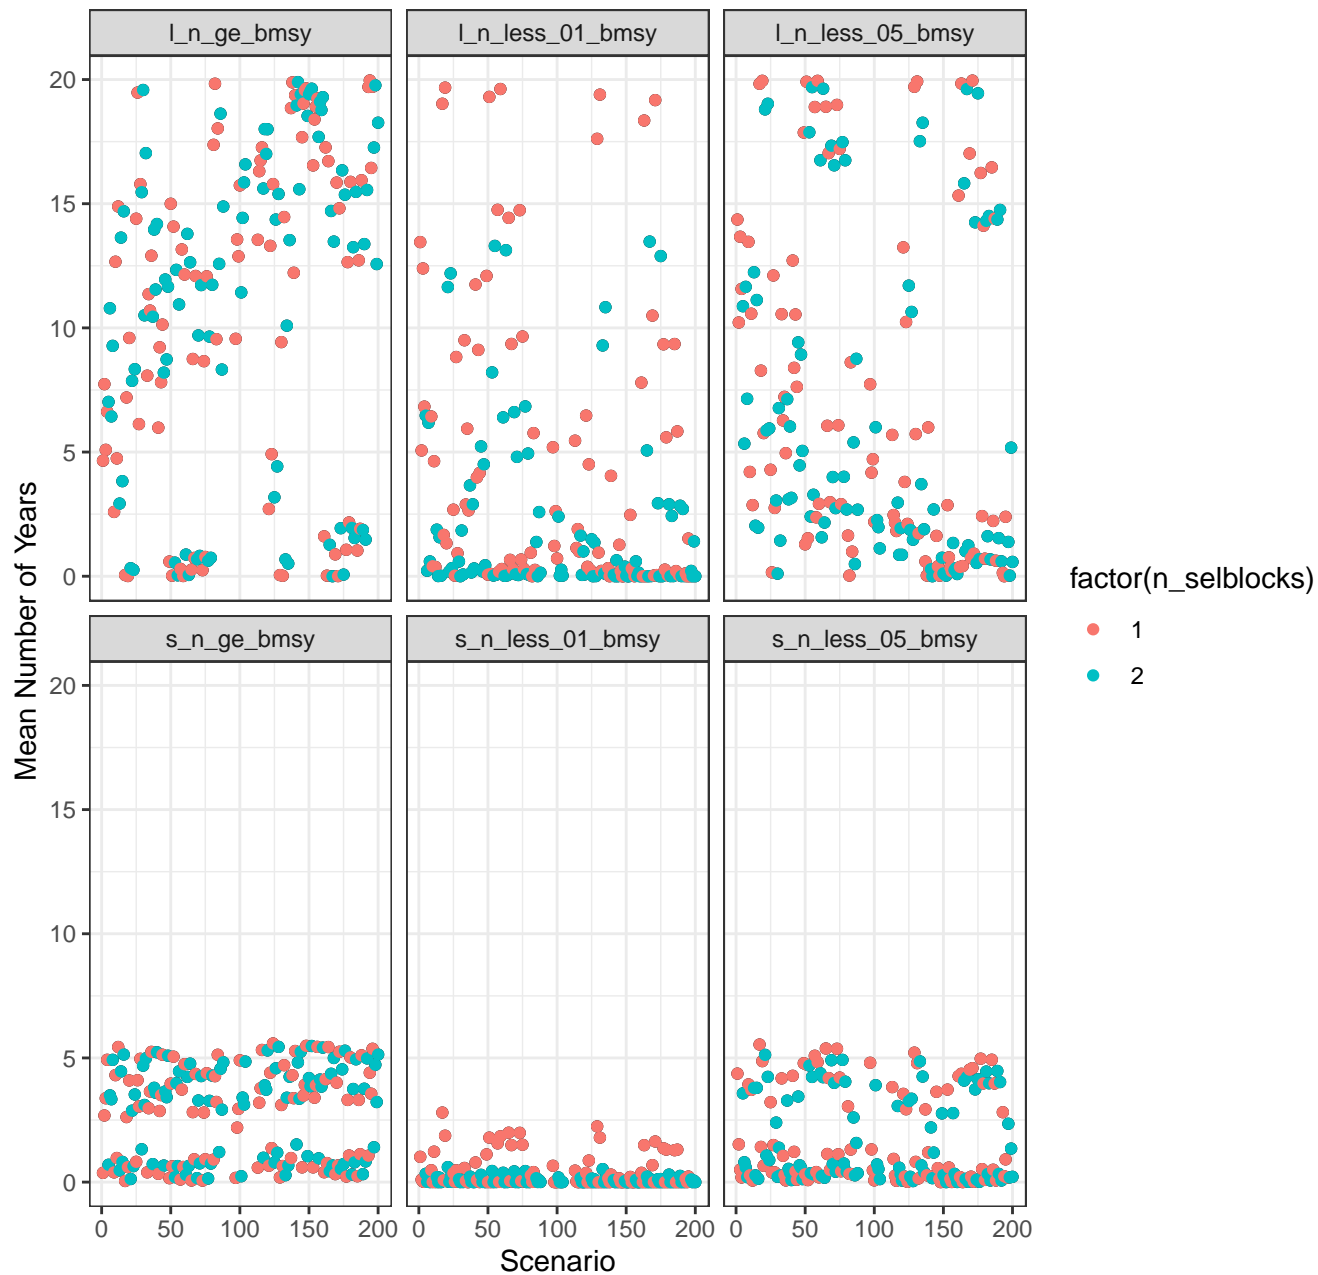 l_n_ge_bmsy l_n_less_01_bmsy l_n_less_05_bmsy
20
15
10
5
0
s_n_ge_bmsy s_n_less_01_bmsy s_n_less_05_bmsy
20
15
10
5
0
0 50 100 150 200 0 50 100 150 200 0 50 100 150 200
Scenario
Mean Number of Years
factor(n_selblocks)
1
2